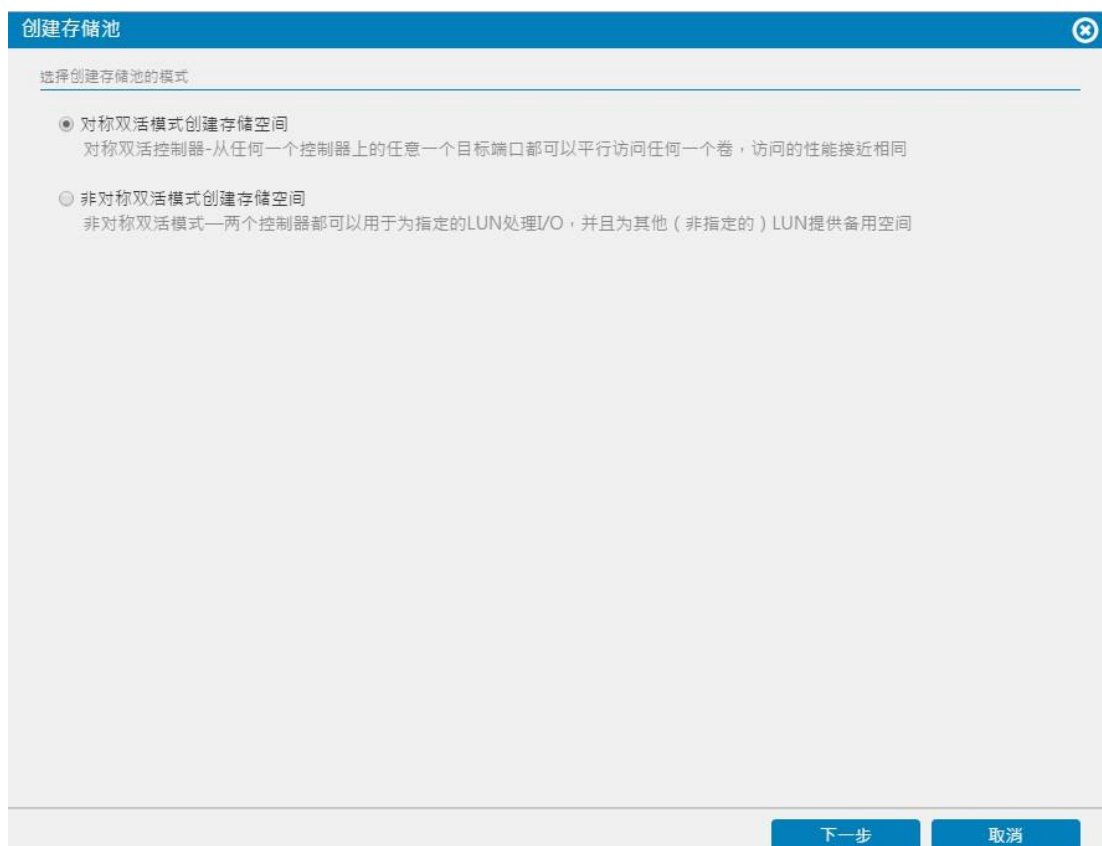 创建存储池
选择创建存储池的模式
对称双活模式创建存储空间
对称双活控制器-从任何一个控制器上的任意一个目标端口都可以平行访问任何一个卷，访问的性能接近相同
非对称双活模式创建存储空间
非对称双活模式—两个控制器都可以用于为指定的LUN处理I/O，并且为其他（非指定的）LUN提供备用空间
下一步
取消